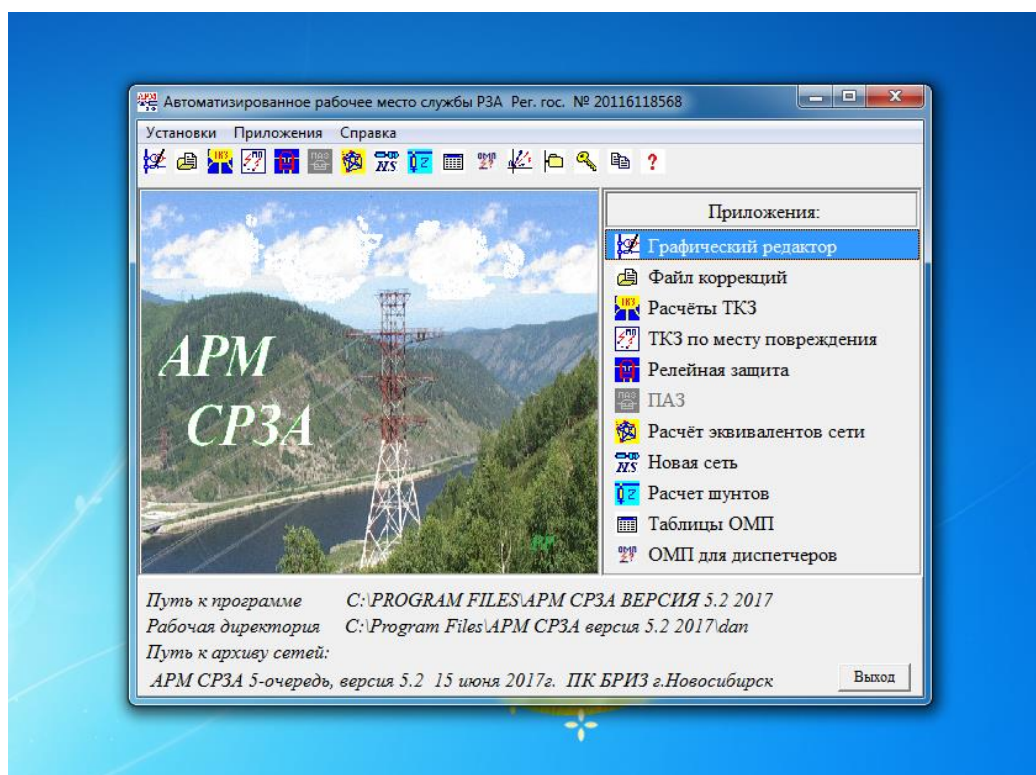 Автоматизированное рабочее место службы РЗА Рег. гос. № 20116118568
Установки Приложения Справка
АРМ
СРЗА
Приложения:
Графический редактор
Файл коррекций
Расчёты ТКЗ
ТКЗ по месту повреждения
Релейная защита
ПАЗ
Расчёт эквивалентов сети
Новая сеть
Расчет шунтов
Таблицы ОМП
ОМП для диспетчеров
Путь к программе C:\PROGRAM FILES\АРМ СРЗА ВЕРСИЯ 5.2 2017
Рабочая директория C:\Program Files\АРМ СРЗА версия 5.2 2017\dan
Путь к архиву сетей:
АРМ СРЗА 5-очередь, версия 5.2 15 июня 2017г. ПК БРИЗ г.Новосибирск
Выход